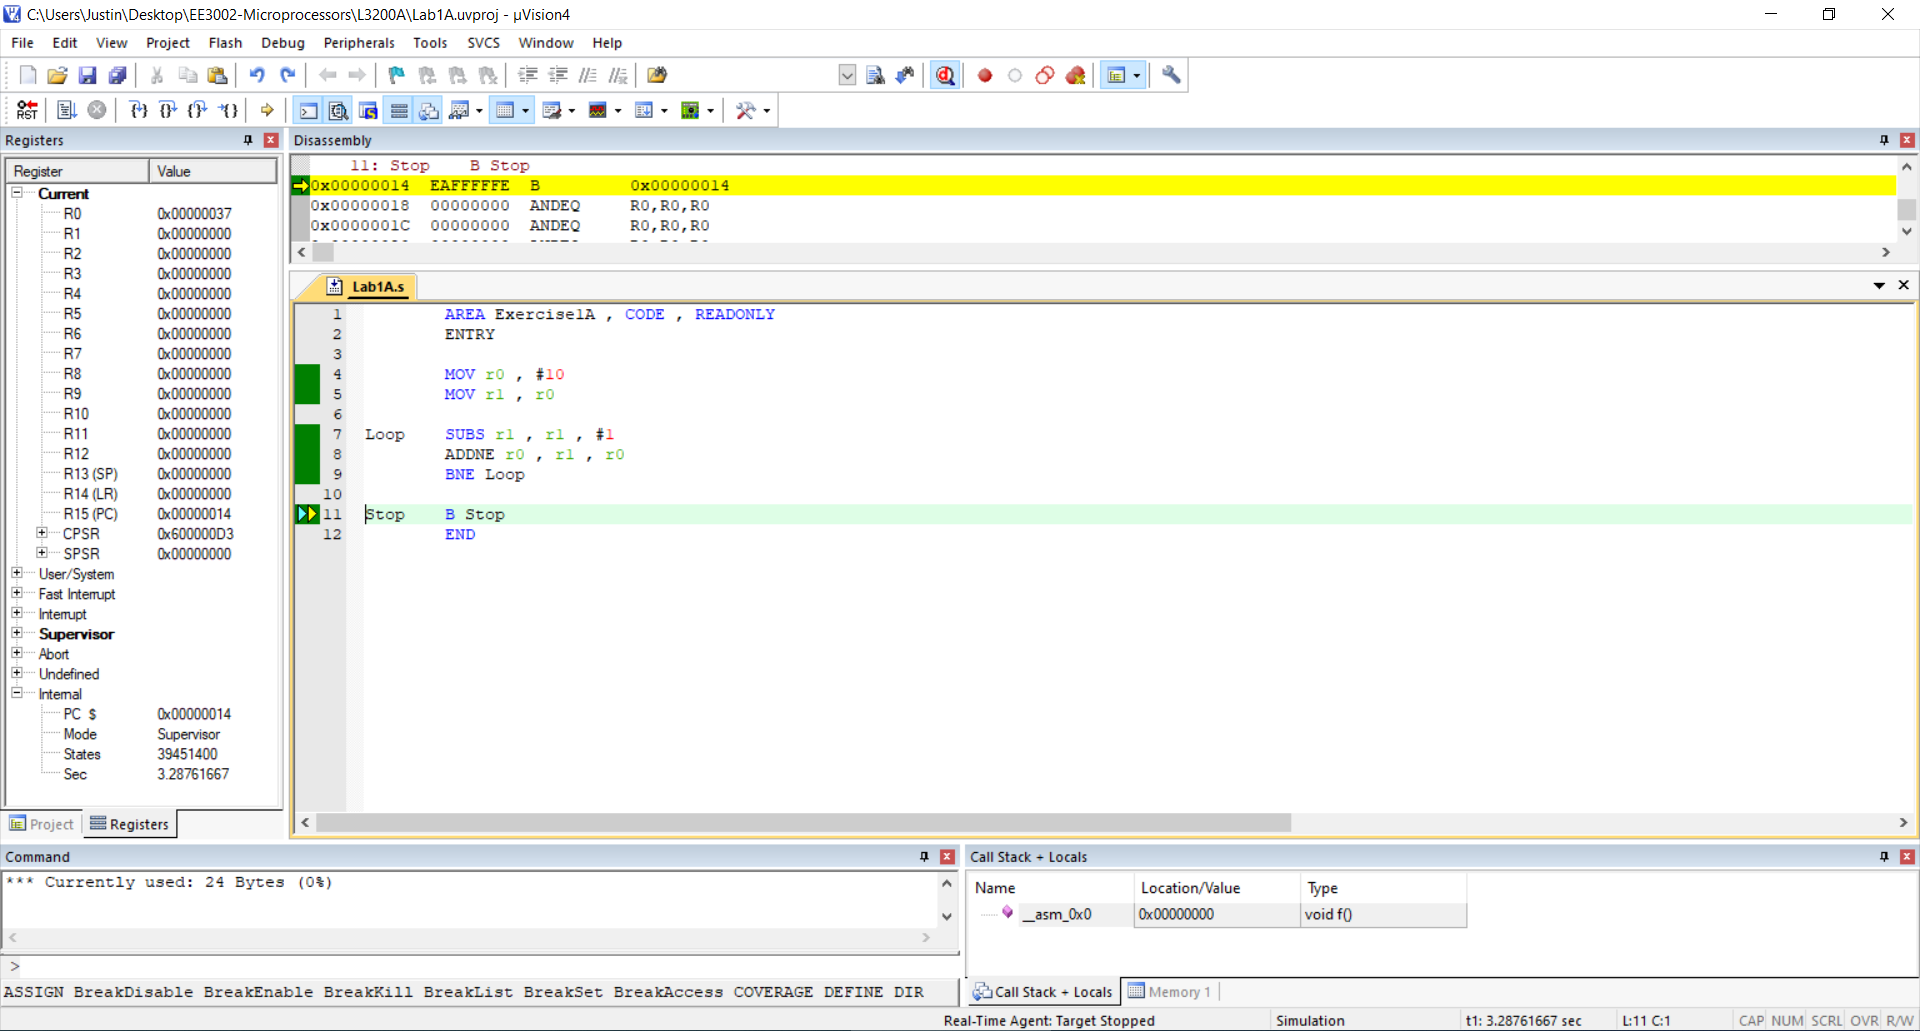 C:\Users\Justin\Desktop\EE3002-Microprocessors\L3200A\Lab1A.uvproj - µVision4
File Edit View Project Flash Debug Peripherals Tools SVCS Window Help
RST
Registers
Register Value
Current
R0 0x00000037
R1 0x00000000
R2 0x00000000
R3 0x00000000
R4 0x00000000
R5 0x00000000
R6 0x00000000
R7 0x00000000
R8 0x00000000
R9 0x00000000
R10 0x00000000
R11 0x00000000
R12 0x00000000
R13 (SP) 0x00000000
R14 (LR) 0x00000000
R15 (PC) 0x00000014
CPSR 0x600000D3
SPSR 0x00000000
User/System
Fast Interrupt
Interrupt
Supervisor
Abort
Undefined
Internal
PC $ 0x00000014
Mode Supervisor
States 39451400
Sec 3.28761667
Project Registers
Disassembly
11: Stop B Stop
0x00000014 EAFFFFFE B 0x00000014
0x00000018 00000000 ANDEQ R0,R0,R0
0x0000001C 00000000 ANDEQ R0,R0,R0
Lab1A.s
1 AREA Exercise1A , CODE , READONLY
2 ENTRY
3
4 MOV r0 , #10
5 MOV r1 , r0
6
7 Loop SUBS r1 , r1 , #1
8 ADDNE r0 , r1 , r0
9 BNE Loop
10
11 Stop B Stop
12 END
Command
*** Currently used: 24 Bytes (0%)
>
ASSIGN BreakDisable BreakEnable BreakKill BreakList BreakSet BreakAccess COVERAGE DEFINE DIR
Call Stack + Locals
Name Location/Value Type
__asm_0x0 0x00000000 void f()
Call Stack + Locals Memory 1
Real-Time Agent: Target Stopped Simulation t1: 3.28761667 sec L:11 C:1 CAP NUM SCRL OVR R/W